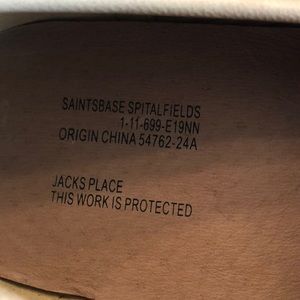 SAINTSBASE SPITALFIELDS
1-11-699-E19NN
ORIGIN CHINA 54762-24A
JACKS PLACE
THIS WORK IS PROTECTED